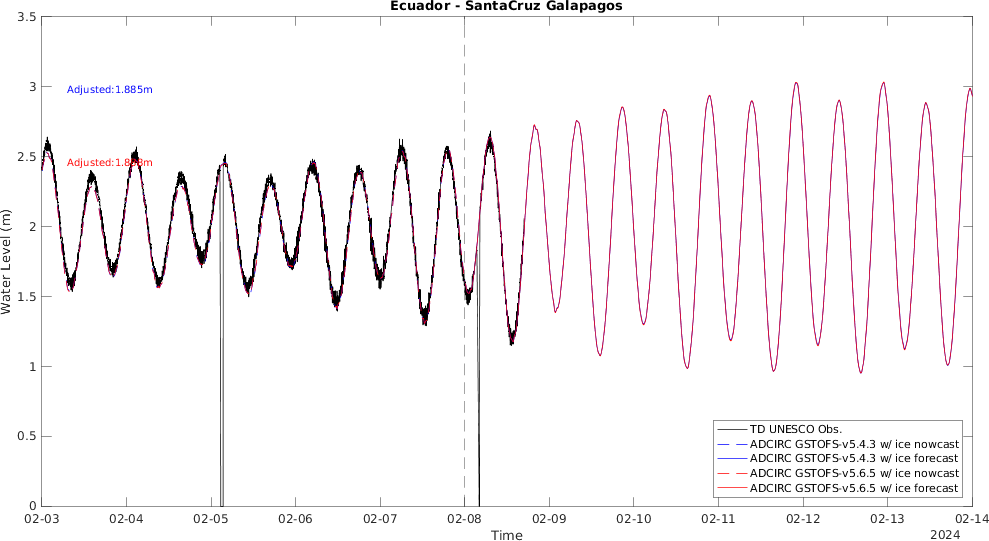 Ecuador - SantaCruz Galapagos
3.5
3
2.5
2
1.5
1
0.5
0
Water Level (m)
Adjusted:1.885m
TD UNESCO Obs.
ADCIRC GSTOFS-v5.4.3 w/ ice nowcast
ADCIRC GSTOFS-v5.4.3 w/ ice forecast
ADCIRC GSTOFS-v5.6.5 w/ ice nowcast
ADCIRC GSTOFS-v5.6.5 w/ ice forecast
02-03 02-04 02-05 02-06 02-07 02-08 02-09 02-10 02-11 02-12 02-13 02-14
Time
2024